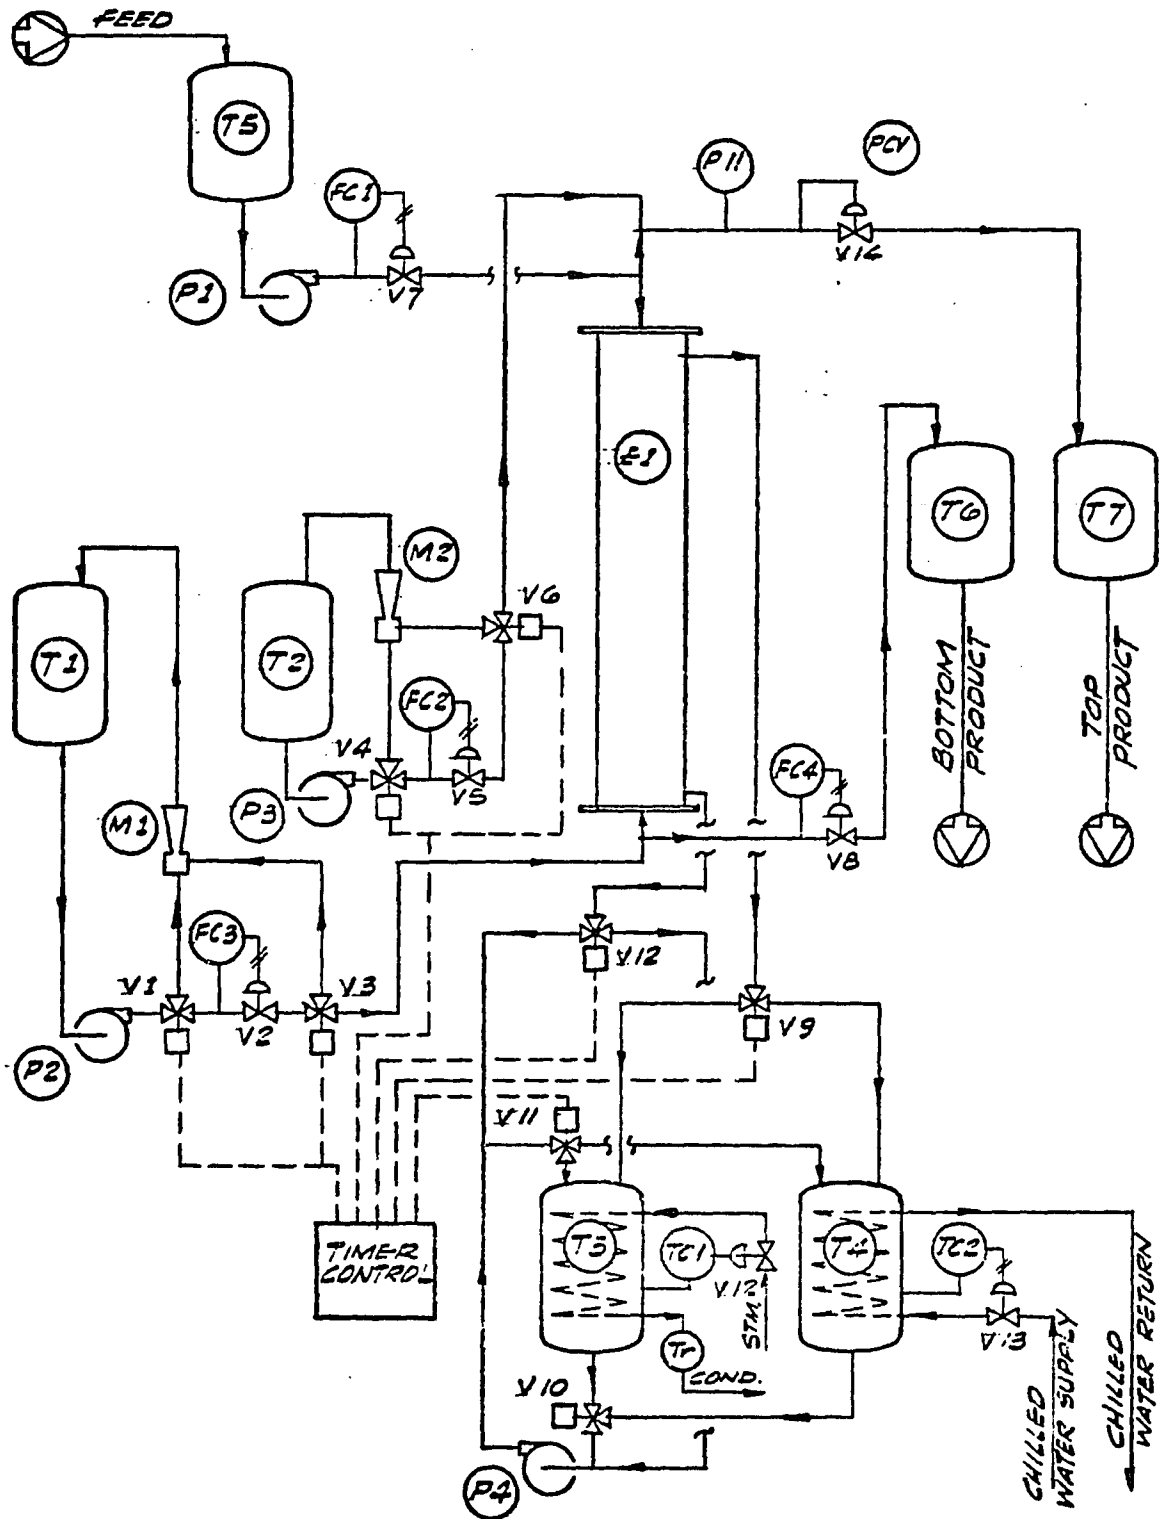 FEED
T5
FC1
P11
PCV
V14
P1
V7
E1
T6
T7
M2
V6
T1
T2
FC2
V4
V5
P3
BOTTOM
PRODUCT
TOP
PRODUCT
FC4
V8
M1
FC3
V1
V2
V3
V12
V9
P2
V11
TIMER
CONTROL
T3
TC1
V12
STM.
T4
TC2
V13
Tr
COND.
V10
P4
CHILLED
WATER SUPPLY
CHILLED
WATER RETURN